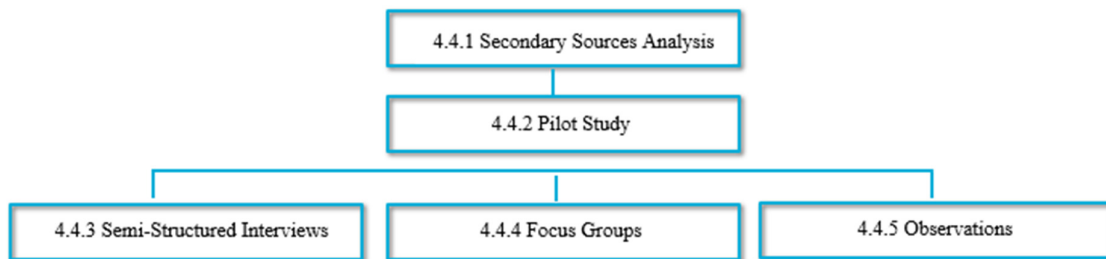 4.4.1 Secondary Sources Analysis
4.4.2 Pilot Study
4.4.3 Semi-Structured Interviews
4.4.4 Focus Groups
4.4.5 Observations